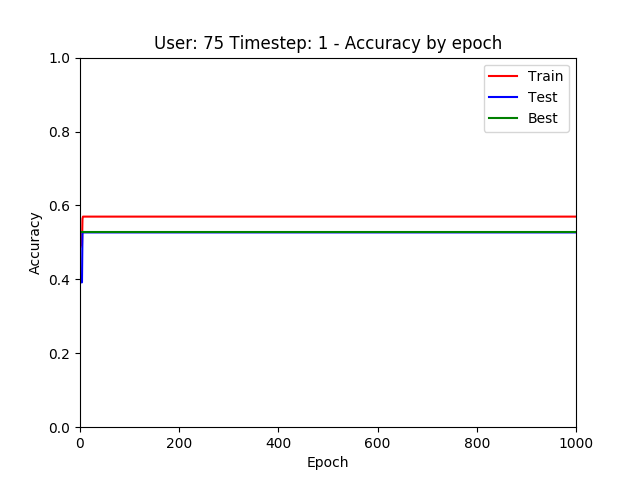 User: 75 Timestep: 1 - Accuracy by epoch
1.0
0.8
0.6
0.4
0.2
0.0
Accuracy
Train
Test
Best
0 200 400 600 800 1000
Epoch